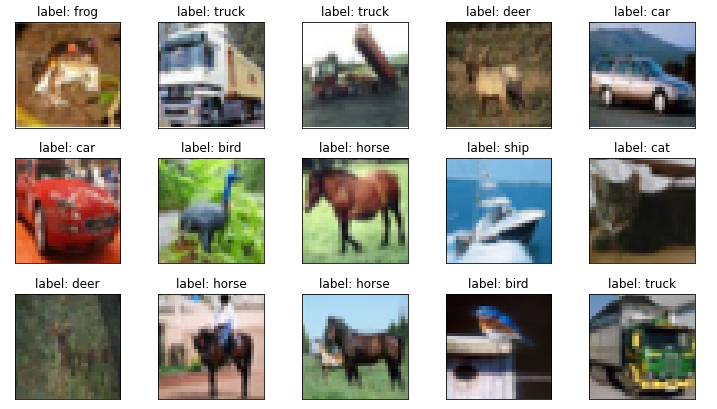 label: frog
label: truck
label: truck
label: deer
label: car
label: car
label: bird
label: horse
label: ship
label: cat
label: deer
label: horse
label: horse
label: bird
label: truck